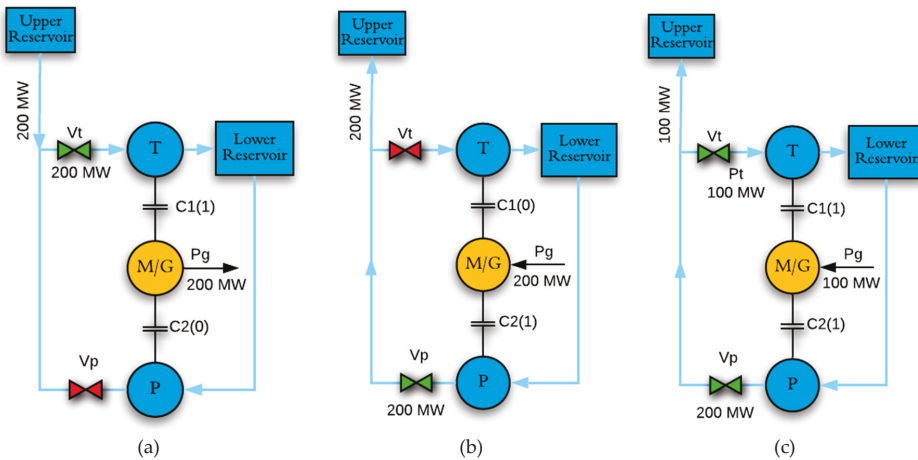 Upper
Reservoir
200 MW
Vt
200 MW
T
Lower
Reservoir
C1(1)
M/G
Pg
200 MW
C2(0)
Vp
P
(a)
Upper
Reservoir
200 MW
Vt
T
Lower
Reservoir
C1(0)
M/G
Pg
200 MW
C2(1)
Vp
200 MW
P
(b)
Upper
Reservoir
100 MW
Vt
Pt
100 MW
T
Lower
Reservoir
C1(1)
M/G
Pg
100 MW
C2(1)
Vp
200 MW
P
(c)